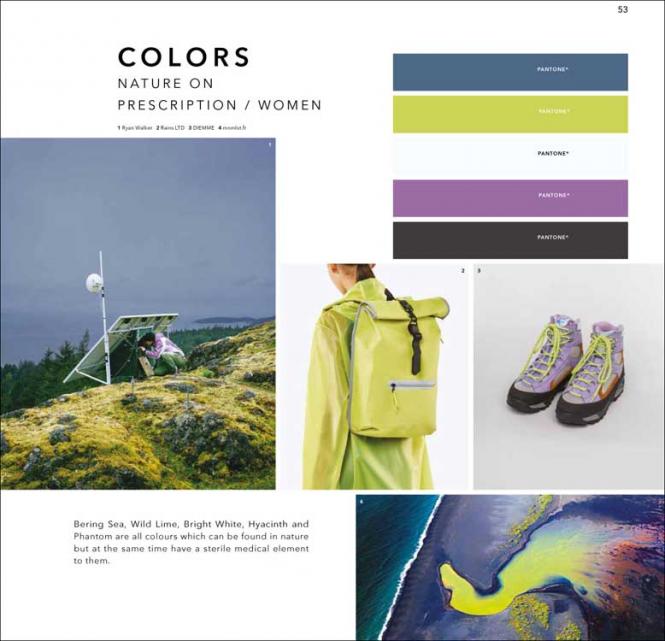 53
COLORS
NATURE ON
PRESCRIPTION / WOMEN
1 Ryan Walker 2 Rains LTD 3 DIEMME 4 mnmlist.fr
PANTONE®
PANTONE®
PANTONE®
PANTONE®
PANTONE®
1
2
3
Bering Sea, Wild Lime, Bright White, Hyacinth and
Phantom are all colours which can be found in nature
but at the same time have a sterile medical element
to them.